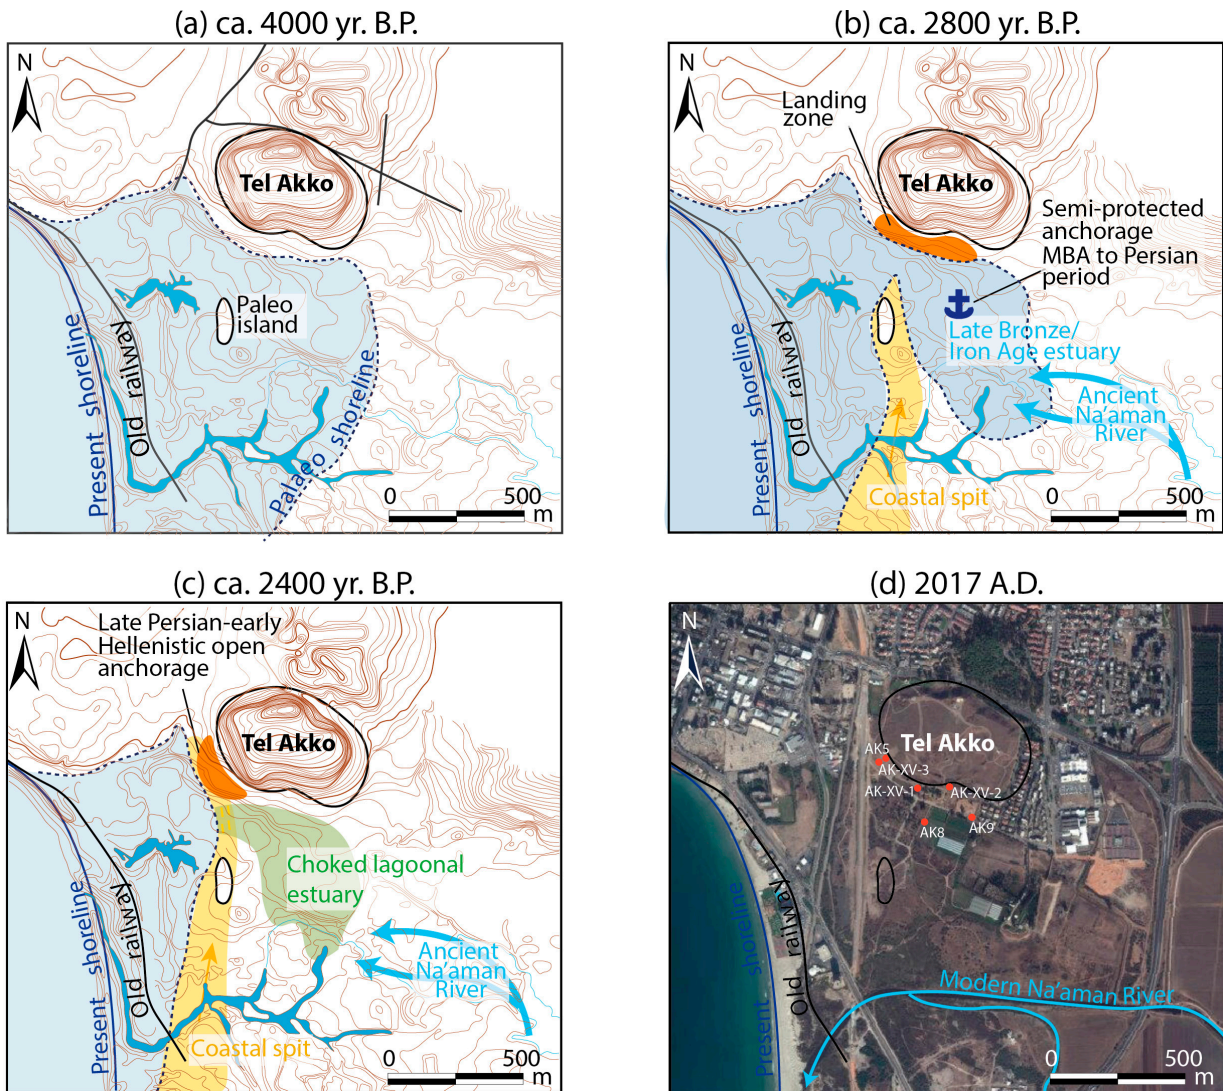 (a) ca. 4000 yr. B.P.
N
Tel Akko
Paleo
island
Present shoreline
Old railway
Palaeo shoreline
0 500
m
(b) ca. 2800 yr. B.P.
N
Landing
zone
Tel Akko
Semi-protected
anchorage
MBA to Persian
period
Late Bronze/
Iron Age estuary
Ancient
Na'aman
River
Present shoreline
Old railway
Coastal spit
0 500
m
(c) ca. 2400 yr. B.P.
N
Late Persian-early
Hellenistic open
anchorage
Tel Akko
Choked lagoonal
estuary
Ancient
Na'aman
River
Present shoreline
Old railway
Coastal spit
0 500
m
(d) 2017 A.D.
N
Tel Akko
AK5
AK-XV-3
AK-XV-1
AK-XV-2
AK8
AK9
Present shoreline
Old railway
Modern Na'aman River
0 500
m